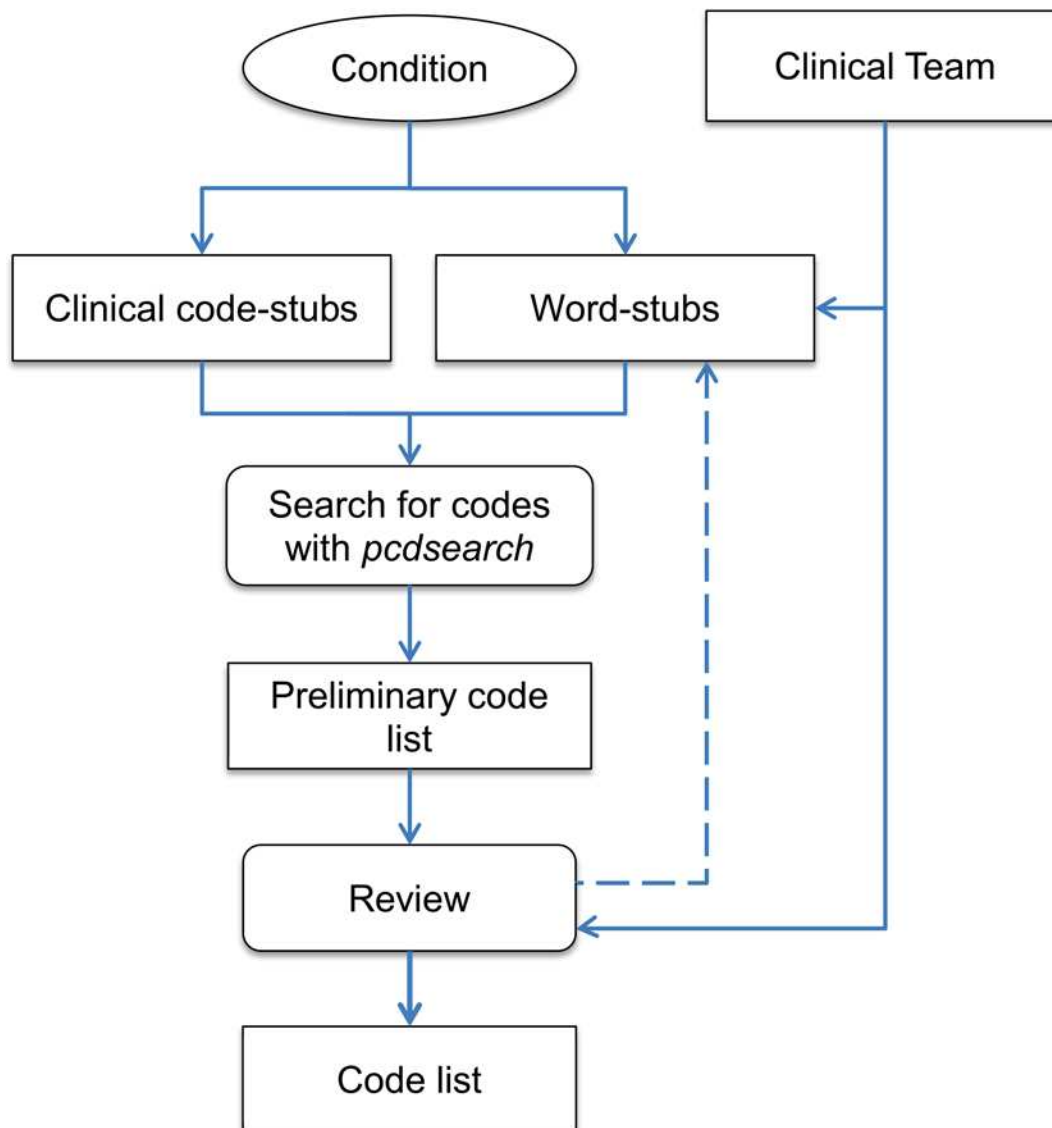 Condition
Clinical Team
Clinical code-stubs
Word-stubs
Search for codes
with pcdsearch
Preliminary code
list
Review
Code list